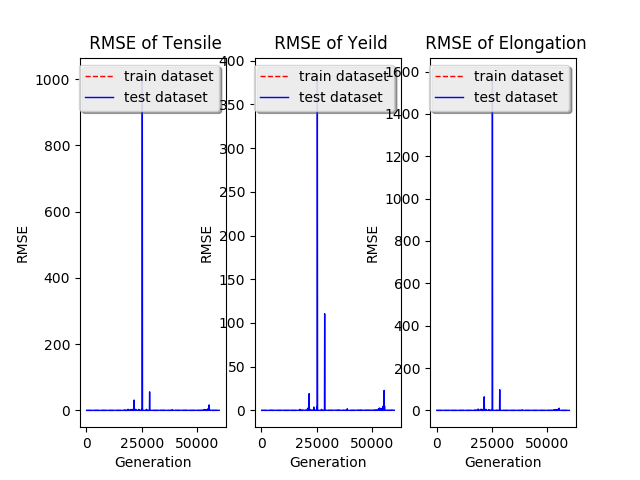 RMSE of Tensile
train dataset
test dataset
1000
800
600
400
200
0
RMSE
0 25000 50000
Generation
RMSE of Yeild
train dataset
test dataset
400
350
300
250
200
150
100
50
0
RMSE
0 25000 50000
Generation
RMSE of Elongation
train dataset
test dataset
1600
1400
1200
1000
800
600
400
200
0
RMSE
0 25000 50000
Generation